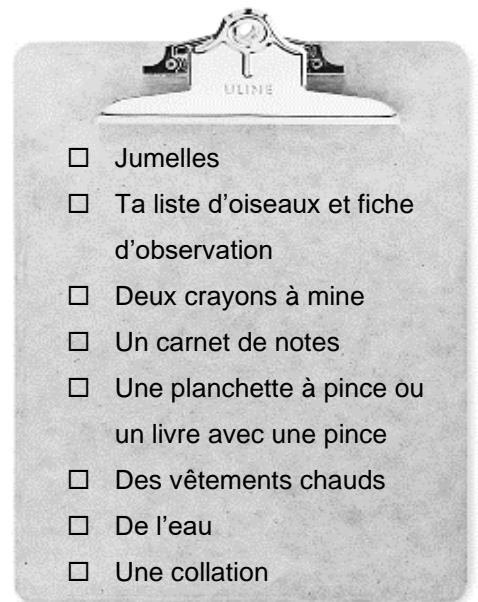 ULINE
☐ Jumelles
☐ Ta liste d’oiseaux et fiche
d’observation
☐ Deux crayons à mine
☐ Un carnet de notes
☐ Une planchette à pince ou
un livre avec une pince
☐ Des vêtements chauds
☐ De l’eau
☐ Une collation